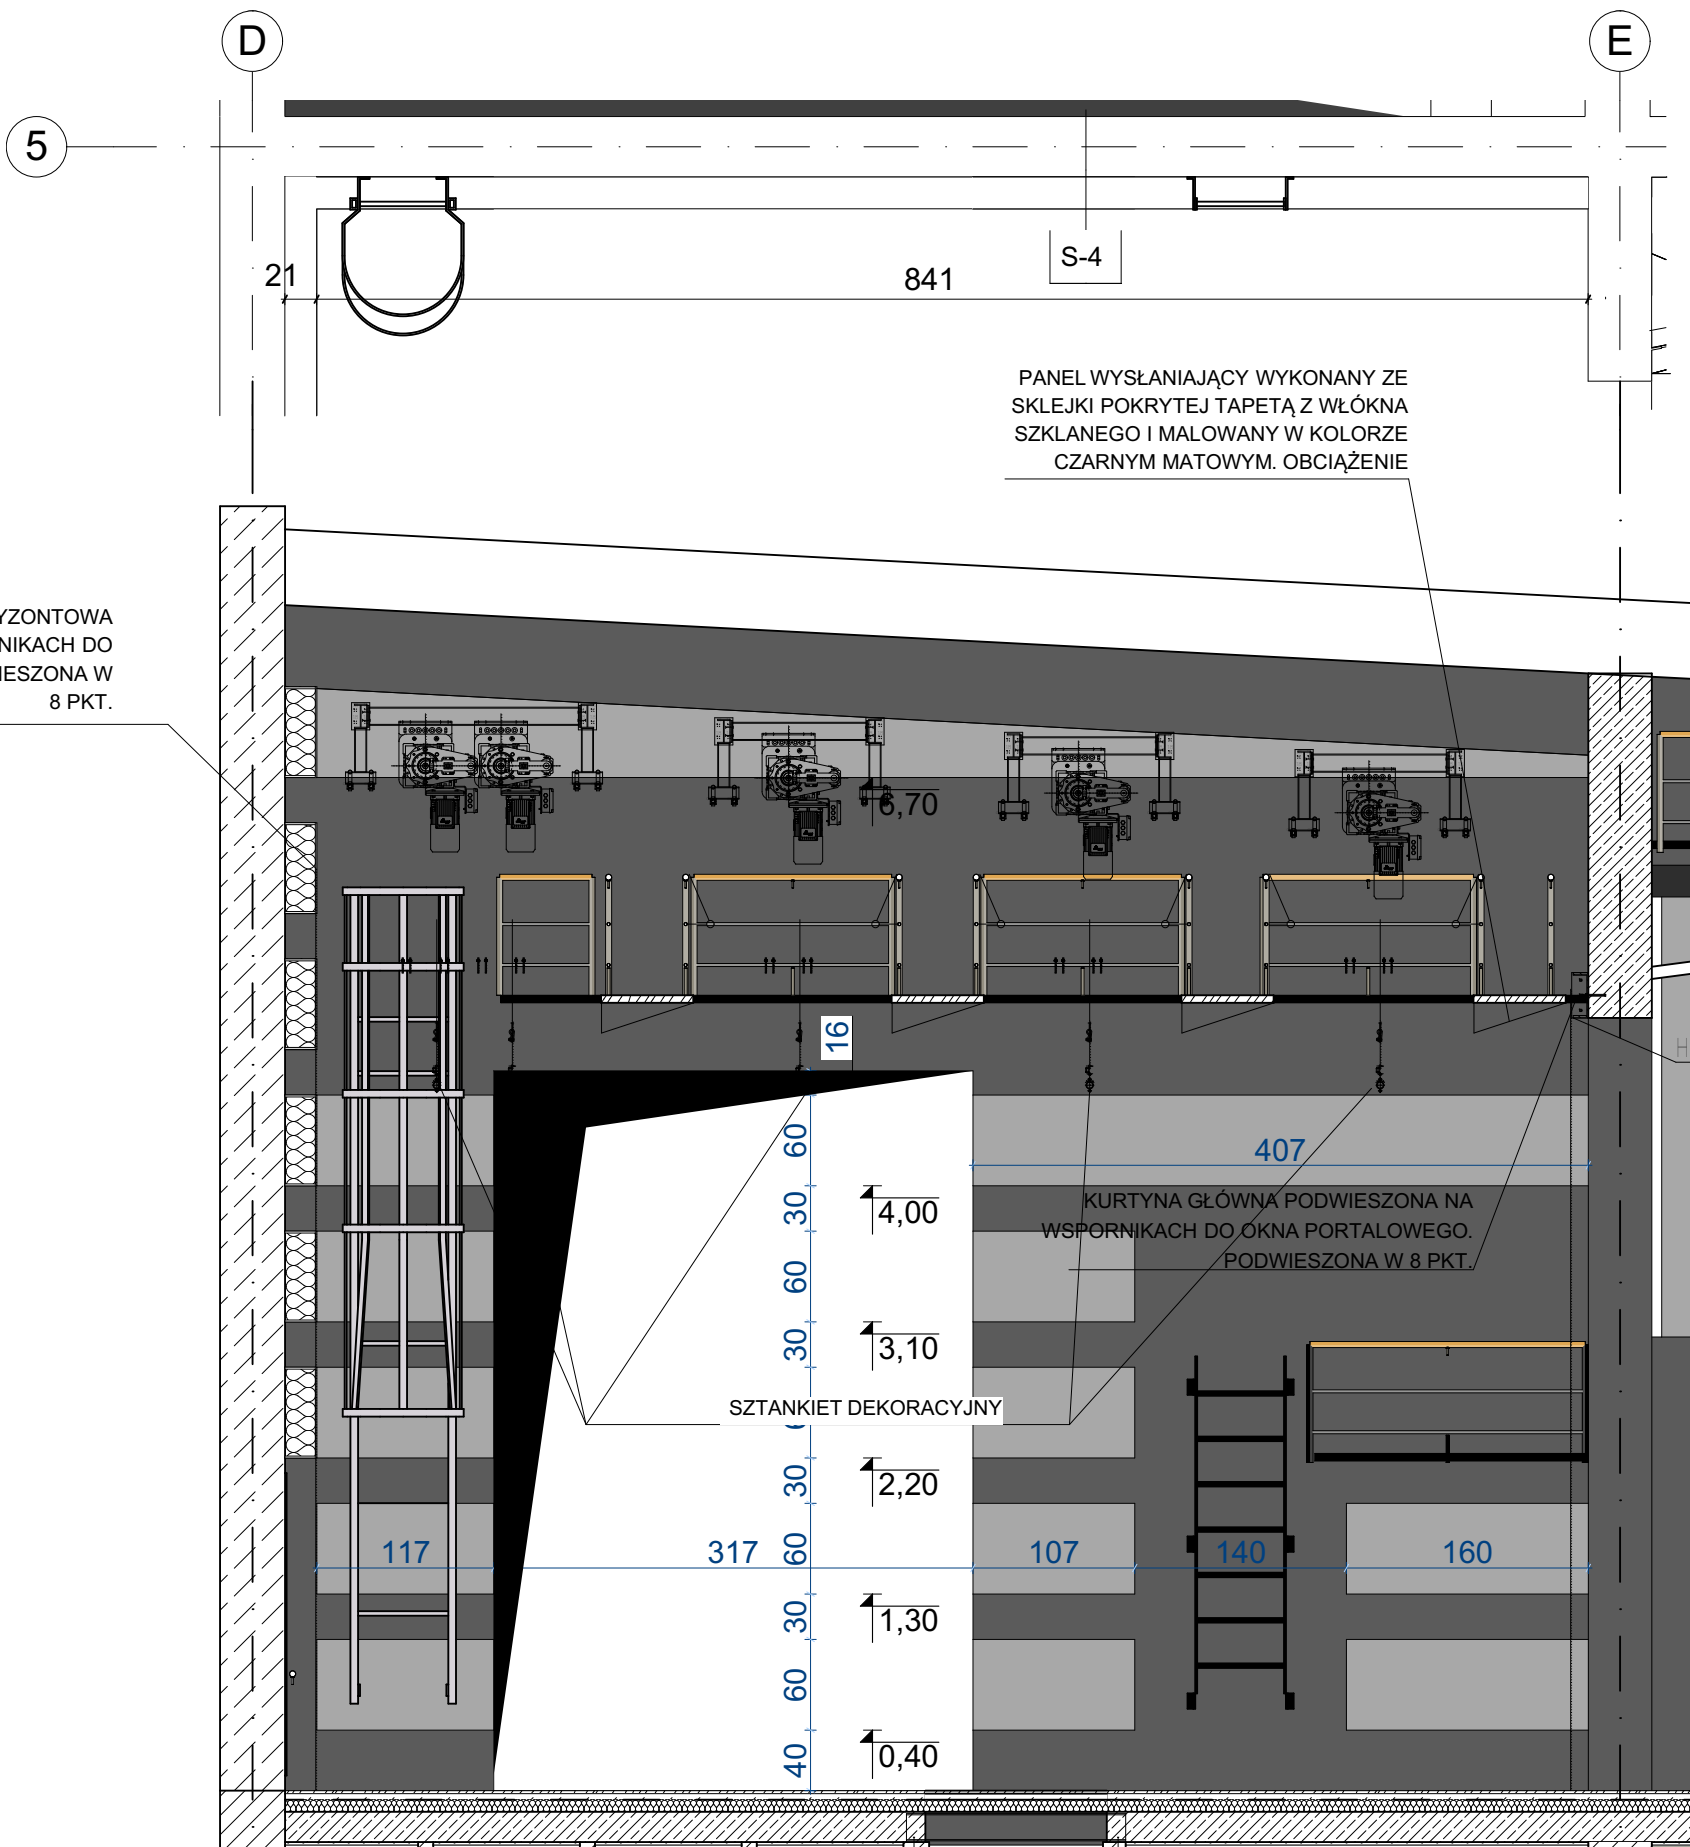 D
E
5
S-4
21
841
PANEL WYSŁANIAJĄCY WYKONANY ZE
SKLEJKI POKRYTEJ TAPETĄ Z WŁÓKNA
SZKLANEGO I MALOWANY W KOLORZE
CZARNYM MATOWYM. OBCIĄŻENIE
YZONTOWA
NIKACH DO
IESZONA W
8 PKT.
6,70
16
H
60
407
30
4,00
KURTYNA GŁÓWNA PODWIESZONA NA
WSPORNIKACH DO OKNA PORTALOWEGO.
PODWIESZONA W 8 PKT.
60
30
3,10
SZTANKIET DEKORACYJNY
30
2,20
117
317
60
107
140
160
30
1,30
60
40
0,40